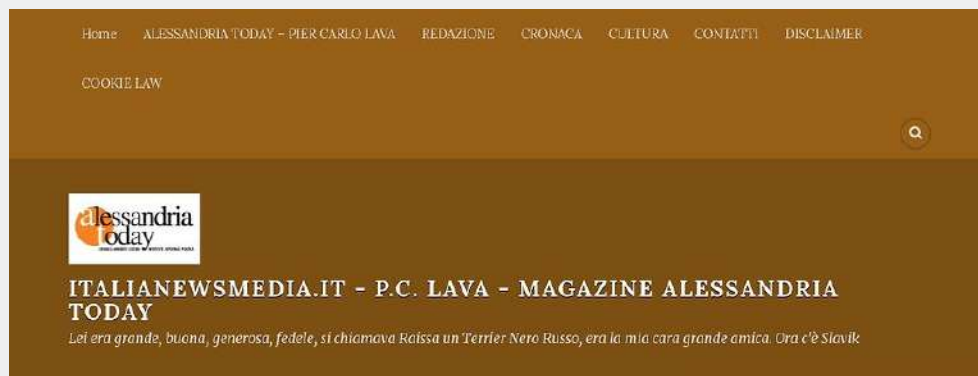 Home ALESSANDRIA TODAY – PIER CARLO LAVA REDAZIONE CRONACA CULTURA CONTATTI DISCLAIMER
COOKIE LAW
alessandria
today
ITALIANEWSMEDIA.IT – P.C. LAVA – MAGAZINE ALESSANDRIA
TODAY
Lei era grande, buona, generosa, fedele, si chiamava Raissa un Terrier Nero Russo, era la mia cara grande amica. Ora c'è Slavik